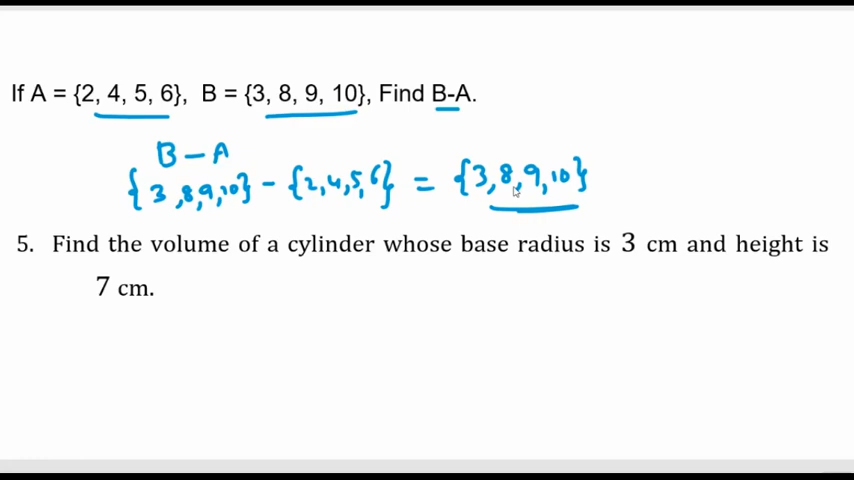 If A = {2, 4, 5, 6}, B = {3, 8, 9, 10}, Find B-A.
B - A
{3,8,9,10} - {2,4,5,6} = {3,8,9,10}
5. Find the volume of a cylinder whose base radius is 3 cm and height is
7 cm.